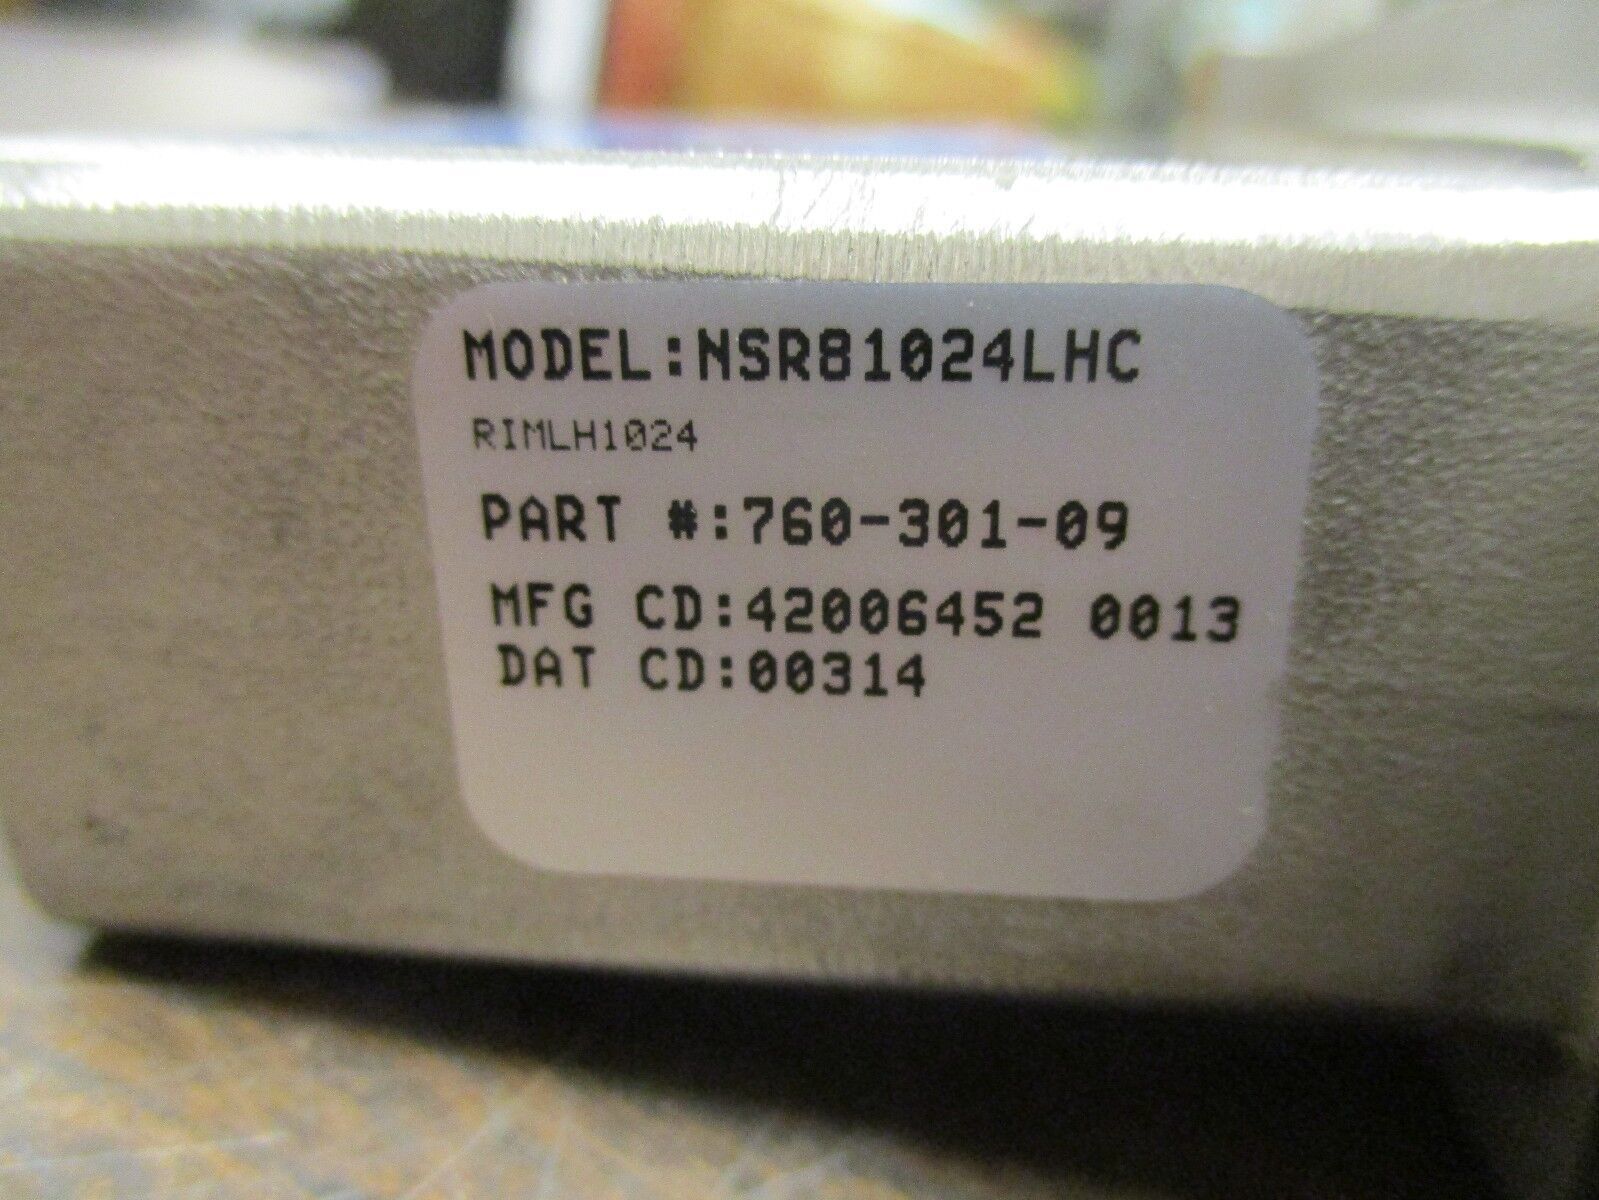 MODEL:NSR81024LHC
RIMLH1024
PART #:760-301-09
MFG CD:42006452 0013
DAT CD:00314